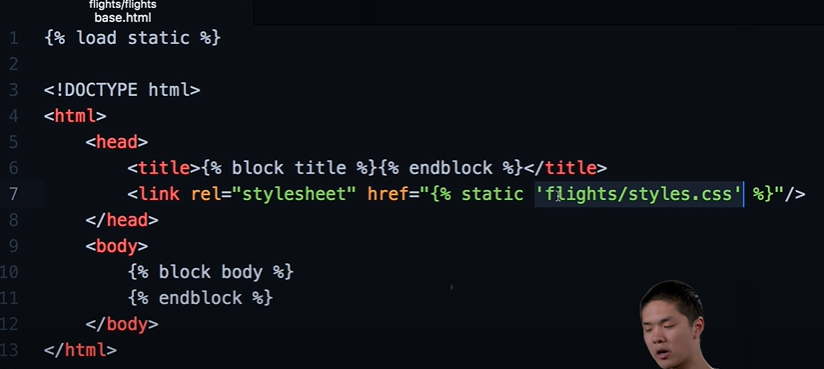 flights/flights
base.html
1 {% load static %}
2
3 <!DOCTYPE html>
4 <html>
5 <head>
6 <title>{% block title %}{% endblock %}</title>
7 <link rel="stylesheet" href="{% static 'flights/styles.css' %}"/>
8 </head>
9 <body>
10 {% block body %}
11 {% endblock %}
12 </body>
13 </html>